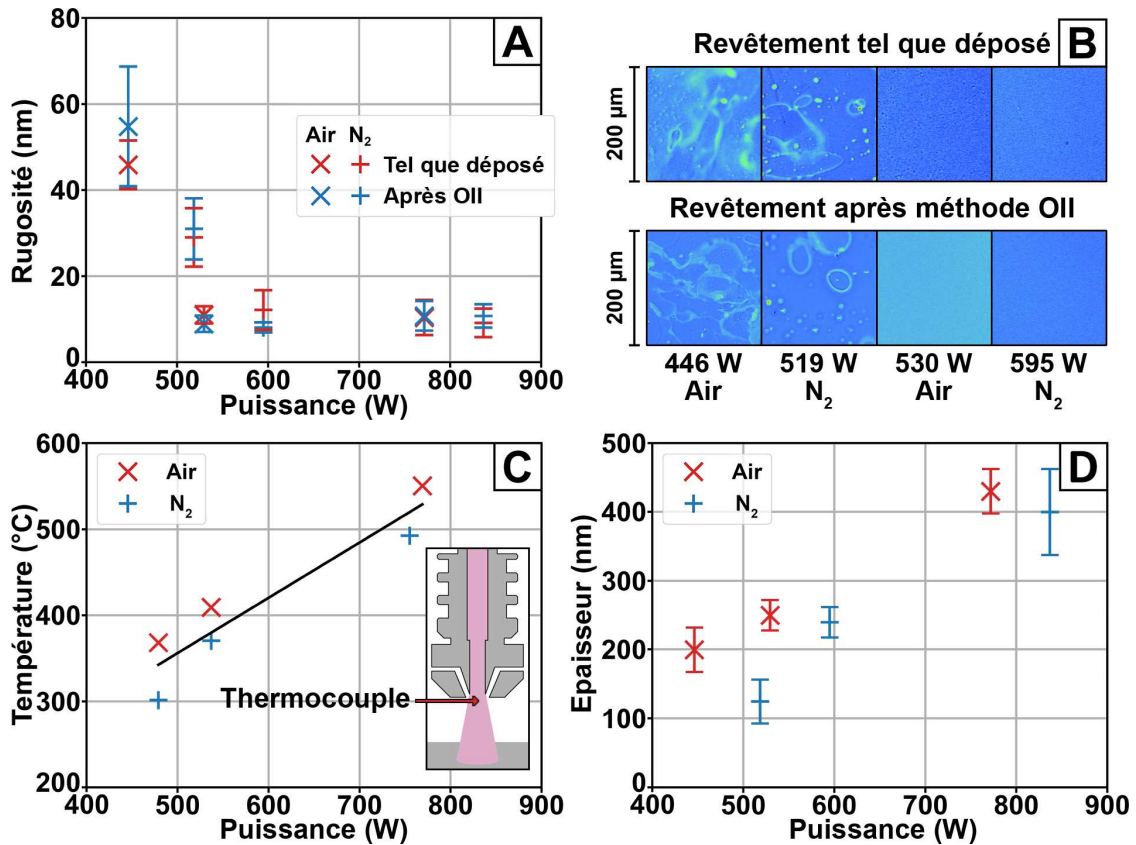 A
Rugosité (nm)
80
60
40
20
0
400 500 600 700 800 900
Puissance (W)
Air N₂
Tel que déposé
Après OII
B
Revêtement tel que déposé
200 µm
Revêtement après méthode OII
200 µm
446 W 519 W 530 W 595 W
Air N₂ Air N₂
C
Température (°C)
600
500
400
300
200
400 500 600 700 800 900
Puissance (W)
Air
N₂
Thermocouple
D
Epaisseur (nm)
500
400
300
200
100
0
400 500 600 700 800 900
Puissance (W)
Air
N₂